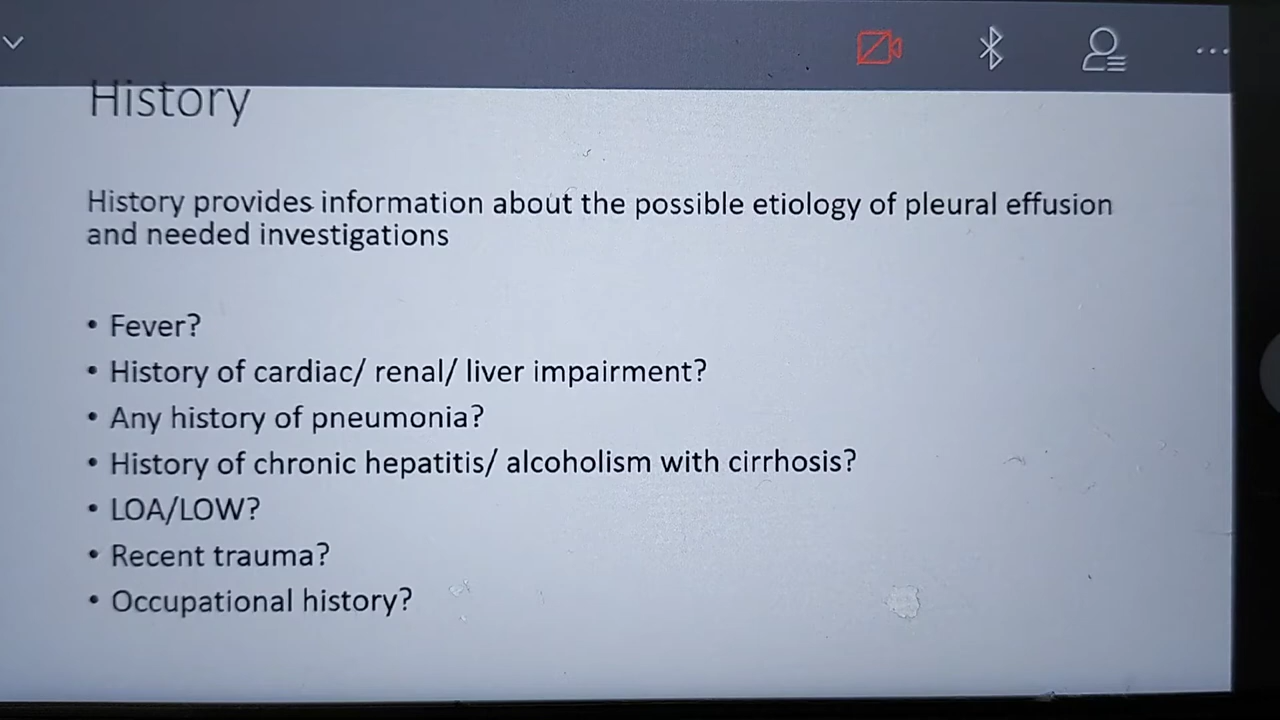 History
History provides information about the possible etiology of pleural effusion
and needed investigations
• Fever?
• History of cardiac/ renal/ liver impairment?
• Any history of pneumonia?
• History of chronic hepatitis/ alcoholism with cirrhosis?
• LOA/LOW?
• Recent trauma?
• Occupational history?